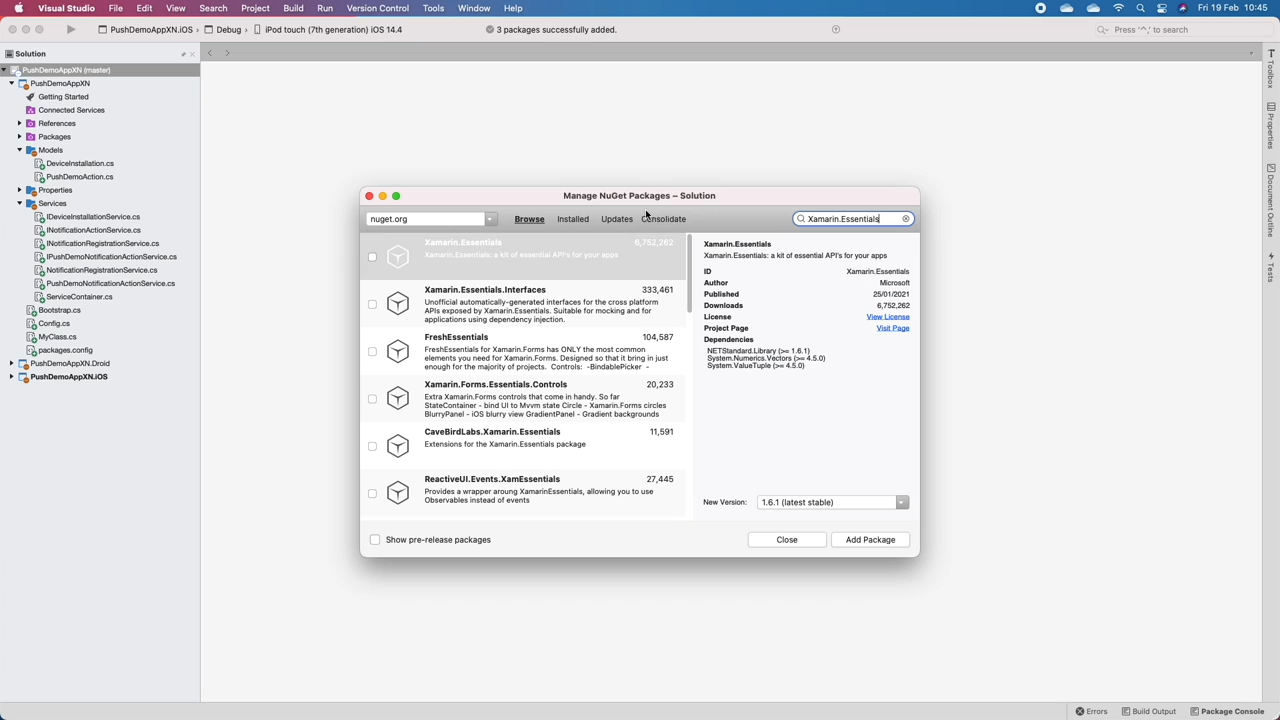 Visual Studio File Edit View Search Project Build Run Version Control Tools Window Help Fri 19 Feb 10:45
PushDemoAppXN.iOS › Debug › iPod touch (7th generation) iOS 14.4 3 packages successfully added. Press '^,' to search
Solution
PushDemoAppXN (master)
PushDemoAppXN
Getting Started
Connected Services
References
Packages
Models
DeviceInstallation.cs
PushDemoAction.cs
Properties
Services
IDeviceInstallationService.cs
INotificationActionService.cs
INotificationRegistrationService.cs
IPushDemoNotificationActionService.cs
NotificationRegistrationService.cs
PushDemoNotificationActionService.cs
ServiceContainer.cs
Bootstrap.cs
Config.cs
MyClass.cs
packages.config
PushDemoAppXN.Droid
PushDemoAppXN.iOS
Manage NuGet Packages – Solution
nuget.org Browse Installed Updates Consolidate Xamarin.Essentials
Xamarin.Essentials 6,752,262
Xamarin.Essentials: a kit of essential API's for your apps
Xamarin.Essentials.Interfaces 333,461
Unofficial automatically-generated interfaces for the cross platform
APIs exposed by Xamarin.Essentials. Suitable for mocking and for
applications using dependency injection.
FreshEssentials 104,587
FreshEssentials for Xamarin.Forms has ONLY the most common
elements you need for Xamarin.Forms. Designed so that it bring in just
enough for the majority of projects. Controls: -BindablePicker -
Xamarin.Forms.Essentials.Controls 20,233
Extra Xamarin.Forms controls that come in handy. So far
StateContainer - bind UI to Mvvm state Circle - Xamarin.Forms circles
BlurryPanel - iOS blurry view GradientPanel - Gradient backgrounds
CaveBirdLabs.Xamarin.Essentials 11,591
Extensions for the Xamarin.Essentials package
ReactiveUI.Events.XamEssentials 27,445
Provides a wrapper aroung XamarinEssentials, allowing you to use
Observables instead of events
Xamarin.Essentials
Xamarin.Essentials: a kit of essential API's for your apps
ID Xamarin.Essentials
Author Microsoft
Published 25/01/2021
Downloads 6,752,262
License View License
Project Page Visit Page
Dependencies
NETStandard.Library (>= 1.6.1)
System.Numerics.Vectors (>= 4.5.0)
System.ValueTuple (>= 4.5.0)
New Version: 1.6.1 (latest stable)
Show pre-release packages Close Add Package
Toolbox
Properties
Document Outline
Tests
Errors Build Output Package Console